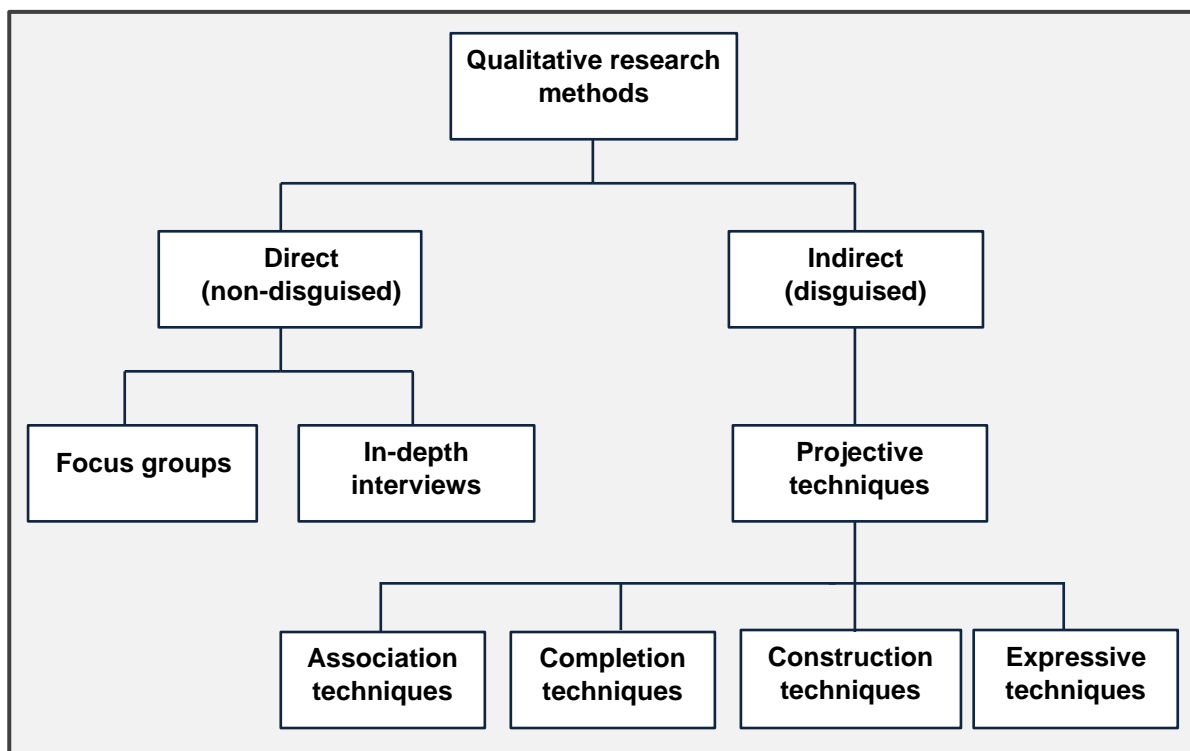 Qualitative research
methods
Direct
(non-disguised)
Indirect
(disguised)
Focus groups
In-depth
interviews
Projective
techniques
Association
techniques
Completion
techniques
Construction
techniques
Expressive
techniques